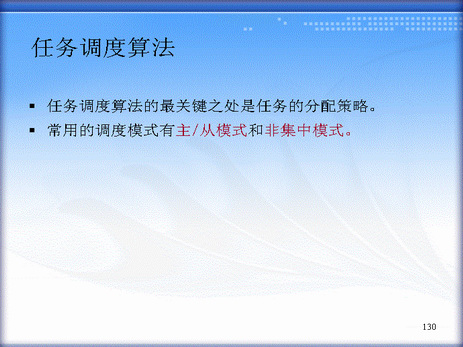 任务调度算法
▪ 任务调度算法的最关键之处是任务的分配策略。
▪ 常用的调度模式有主/从模式和非集中模式。
130